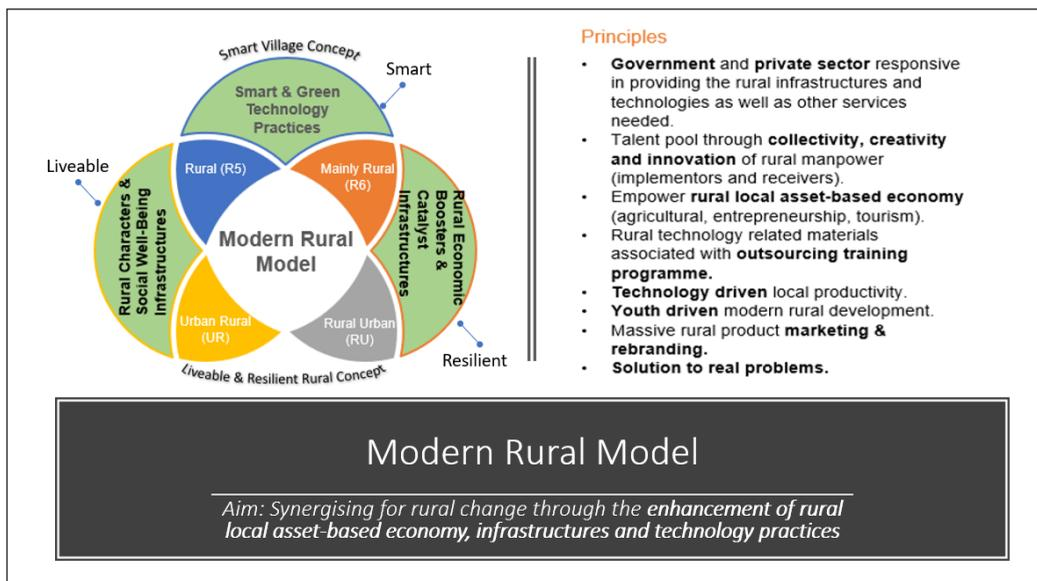 Smart Village Concept
Smart
Smart & Green
Technology
Practices
Liveable
Rural (R5)
Mainly Rural
(R6)
Rural Characters &
Social Well-Being
Infrastructures
Rural Economic
Boosters &
Catalyst
Infrastructures
Modern Rural
Model
Urban Rural
(UR)
Rural Urban
(RU)
Resilient
Liveable & Resilient Rural Concept
Principles
• Government and private sector responsive
in providing the rural infrastructures and
technologies as well as other services
needed.
• Talent pool through collectivity, creativity
and innovation of rural manpower
(implementors and receivers).
• Empower rural local asset-based economy
(agricultural, entrepreneurship, tourism).
• Rural technology related materials
associated with outsourcing training
programme.
• Technology driven local productivity.
• Youth driven modern rural development.
• Massive rural product marketing &
rebranding.
• Solution to real problems.
Modern Rural Model
Aim: Synergising for rural change through the enhancement of rural
local asset-based economy, infrastructures and technology practices